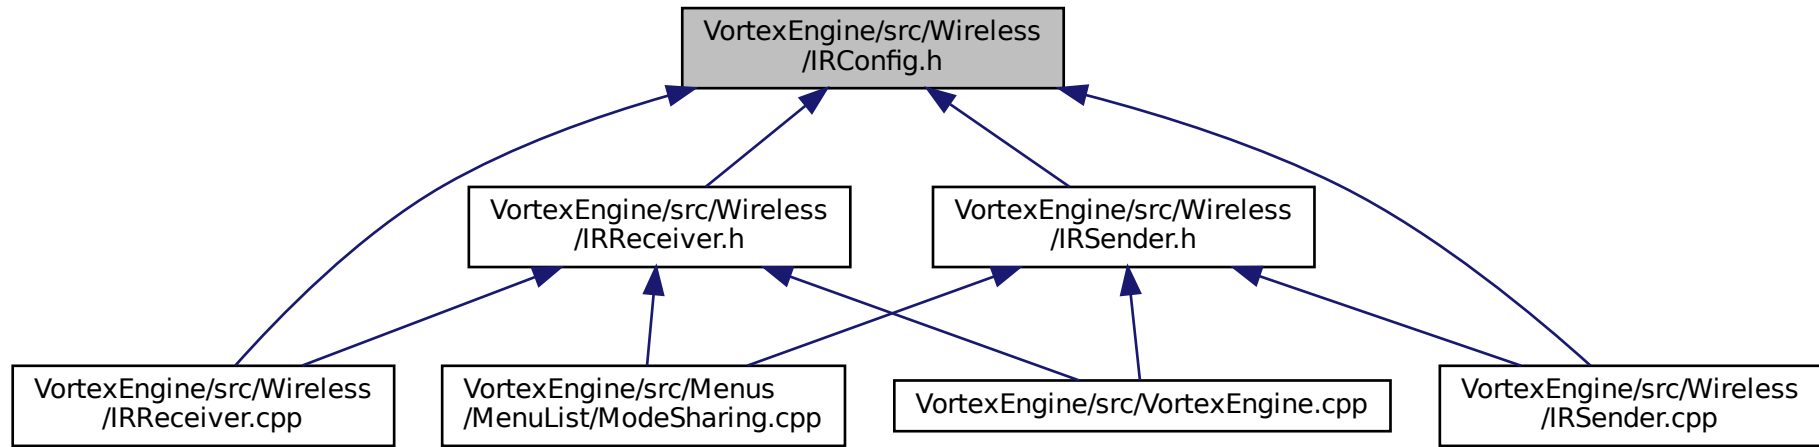 VortexEngine/src/Wireless
/IRConfig.h
VortexEngine/src/Wireless
/IRReceiver.h
VortexEngine/src/Wireless
/IRSender.h
VortexEngine/src/Wireless
/IRReceiver.cpp
VortexEngine/src/Menus
/MenuList/ModeSharing.cpp
VortexEngine/src/VortexEngine.cpp
VortexEngine/src/Wireless
/IRSender.cpp